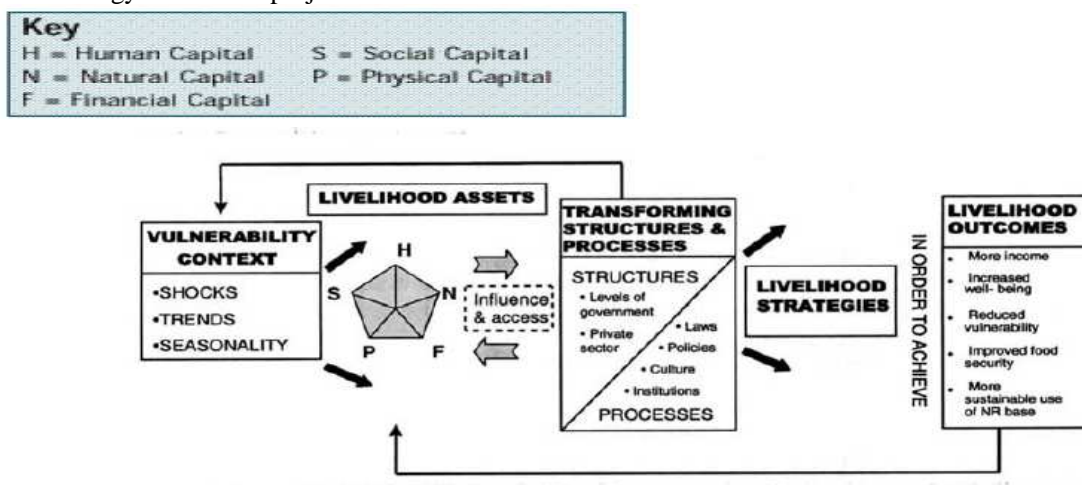 Key
H = Human Capital S = Social Capital
N = Natural Capital P = Physical Capital
F = Financial Capital
LIVELIHOOD ASSETS
VULNERABILITY
CONTEXT
•SHOCKS
•TRENDS
•SEASONALITY
H
S
N
P
F
Influence
& access
TRANSFORMING
STRUCTURES &
PROCESSES
STRUCTURES
• Levels of
government
• Private
sector
• Laws
• Policies
• Culture
• Institutions
PROCESSES
LIVELIHOOD
STRATEGIES
IN ORDER TO ACHIEVE
LIVELIHOOD
OUTCOMES
• More income
• Increased
well- being
• Reduced
vulnerability
• Improved food
security
• More
sustainable use
of NR base